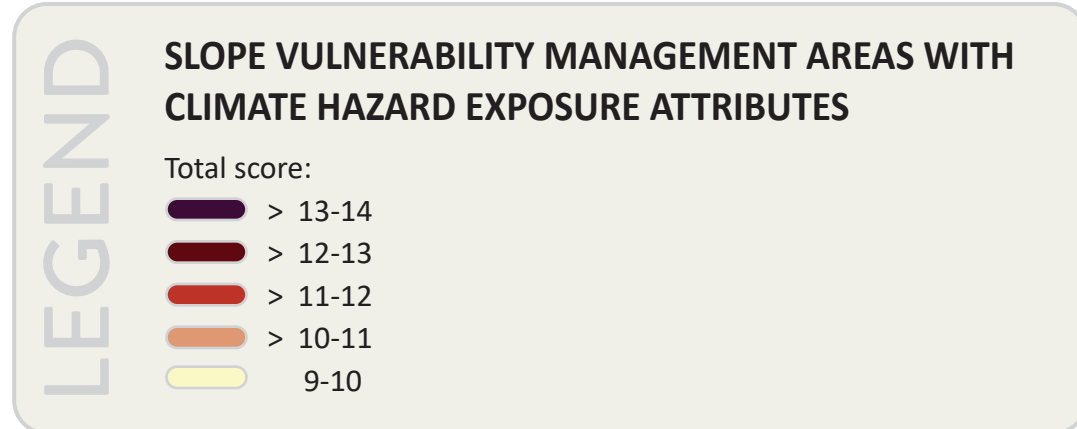 LEGEND
SLOPE VULNERABILITY MANAGEMENT AREAS WITH
CLIMATE HAZARD EXPOSURE ATTRIBUTES
Total score:
> 13-14
> 12-13
> 11-12
> 10-11
9-10